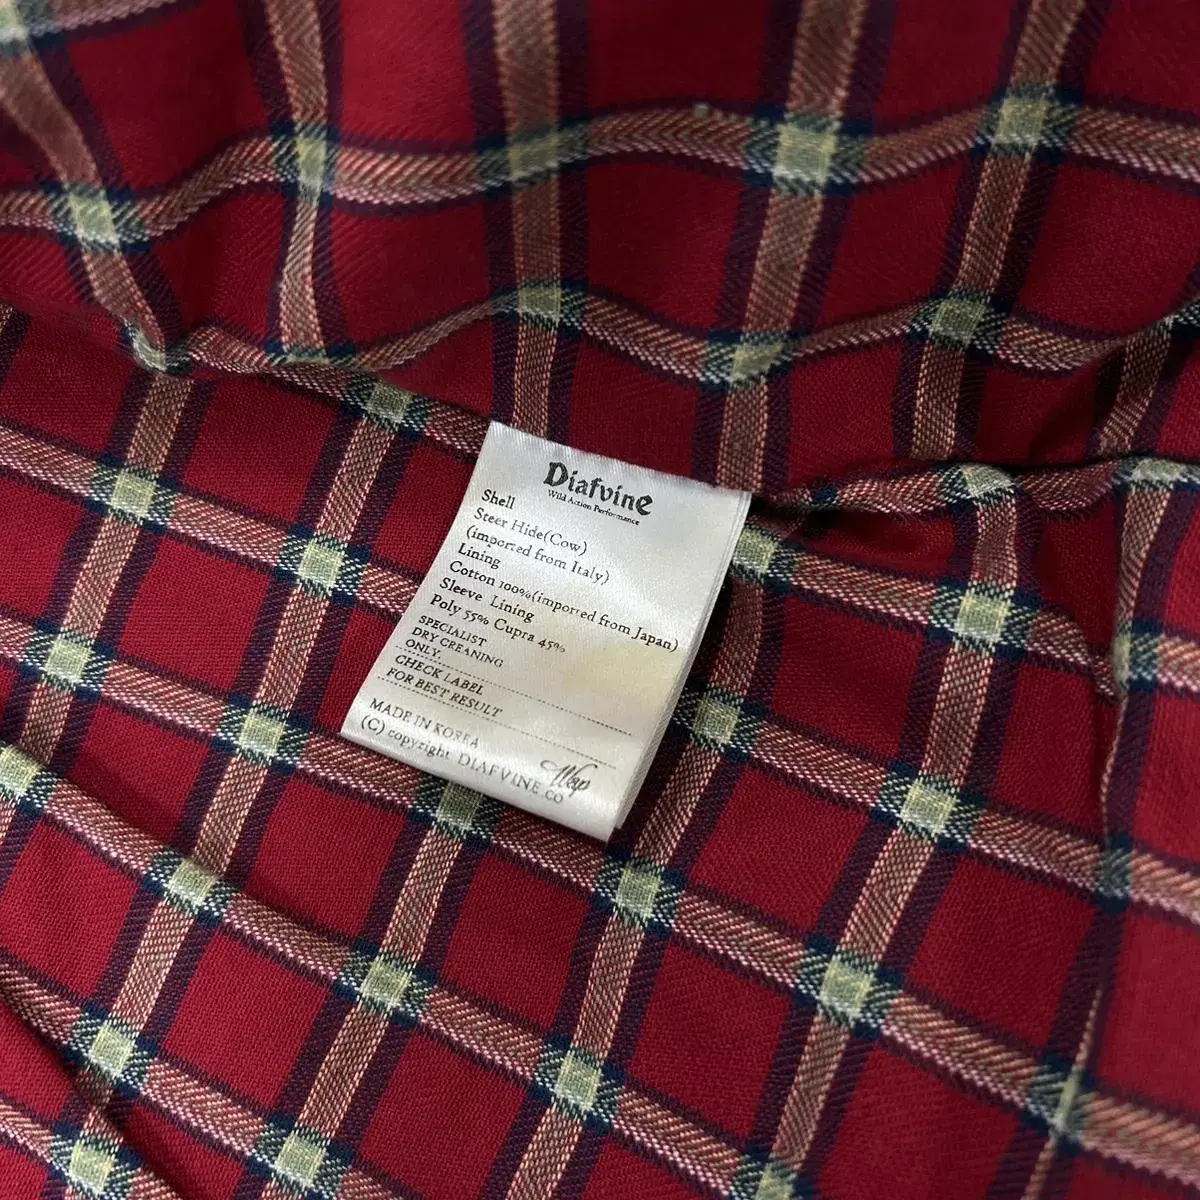 Diafvine
Wild Action Performance
Shell
Steer Hide(Cow)
(imported from Italy)
Lining
Cotton 100%(imported from Japan)
Sleeve Lining
Poly 55% Cupra 45%
SPECIALIST
DRY CREANING
ONLY.
CHECK LABEL
FOR BEST RESULT
MADE IN KOREA
(C) copyright DIAFVINE CO